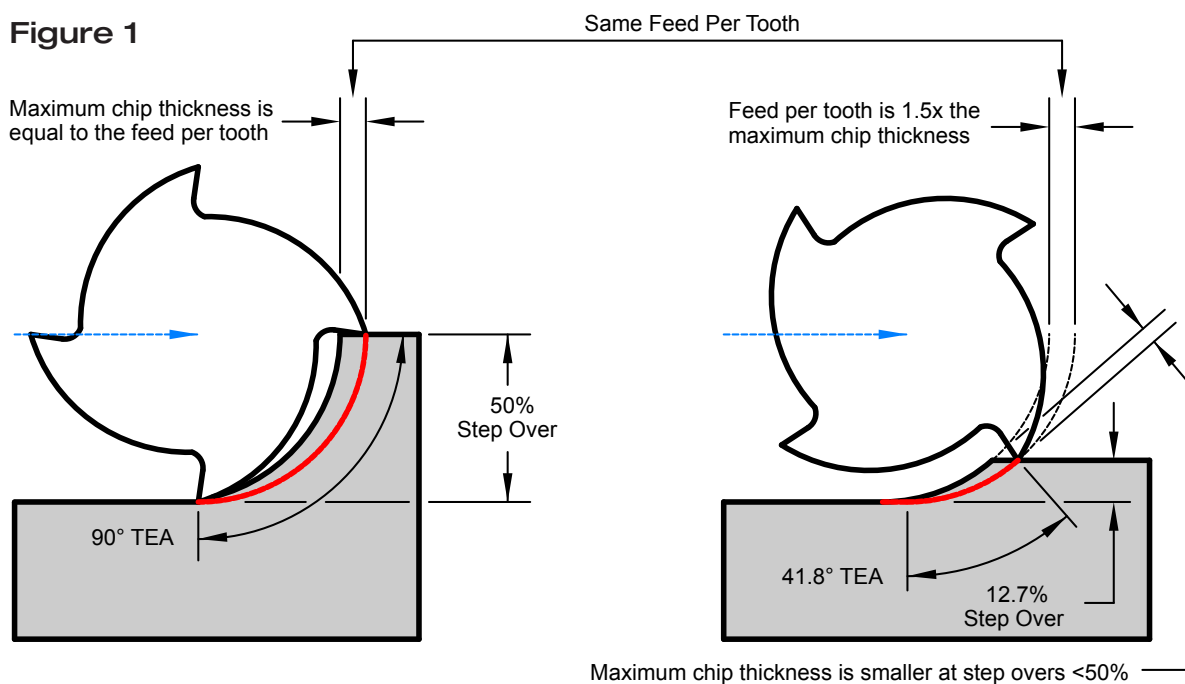 Figure 1
Same Feed Per Tooth
Maximum chip thickness is
equal to the feed per tooth
Feed per tooth is 1.5x the
maximum chip thickness
50%
Step Over
90° TEA
41.8° TEA
12.7%
Step Over
Maximum chip thickness is smaller at step overs <50%